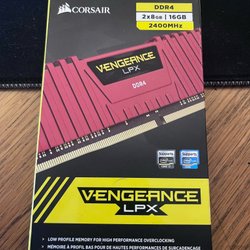 CORSAIR
DDR4
2x8GB | 16GB
2400MHz
VENGEANCE
LPX
DDR4
VENGEANCE
LPX
• LOW PROFILE MEMORY FOR HIGH PERFORMANCE OVERCLOCKING
• MÉMOIRE À PROFIL BAS POUR DE HAUTES PERFORMANCES DE SURCADENÇAGE